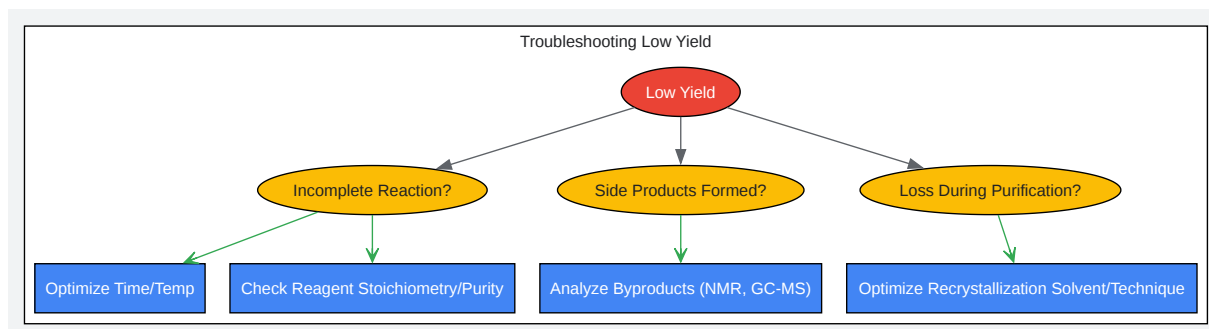 Troubleshooting Low Yield
Low Yield
Incomplete Reaction?
Side Products Formed?
Loss During Purification?
Optimize Time/Temp
Check Reagent Stoichiometry/Purity
Analyze Byproducts (NMR, GC-MS)
Optimize Recrystallization Solvent/Technique